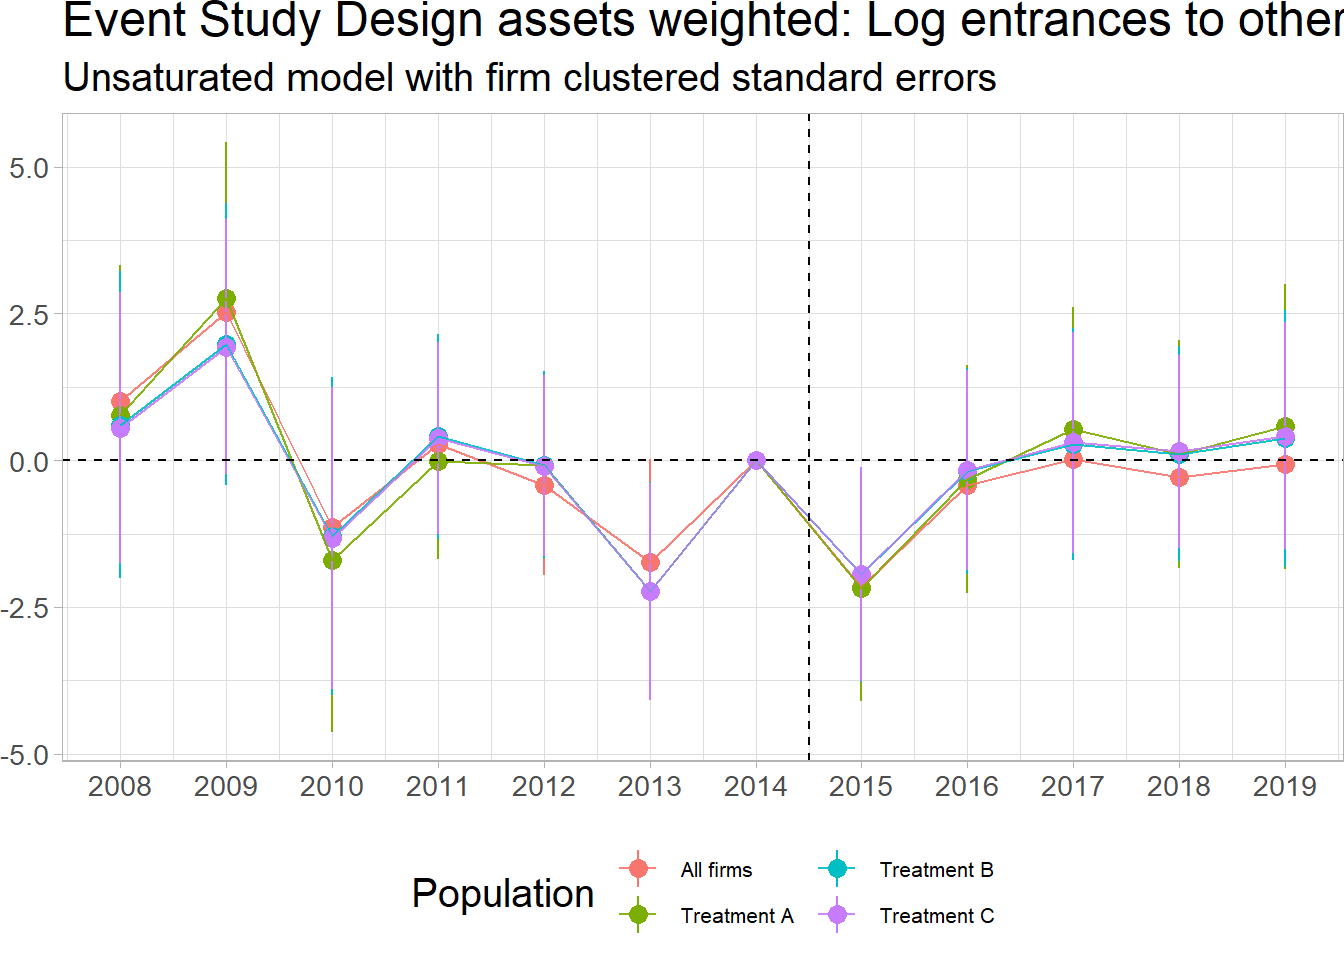 Event Study Design assets weighted: Log entrances to other
Unsaturated model with firm clustered standard errors
5.0
2.5
0.0
-2.5
-5.0
2008 2009 2010 2011 2012 2013 2014 2015 2016 2017 2018 2019
Population
All firms
Treatment A
Treatment B
Treatment C